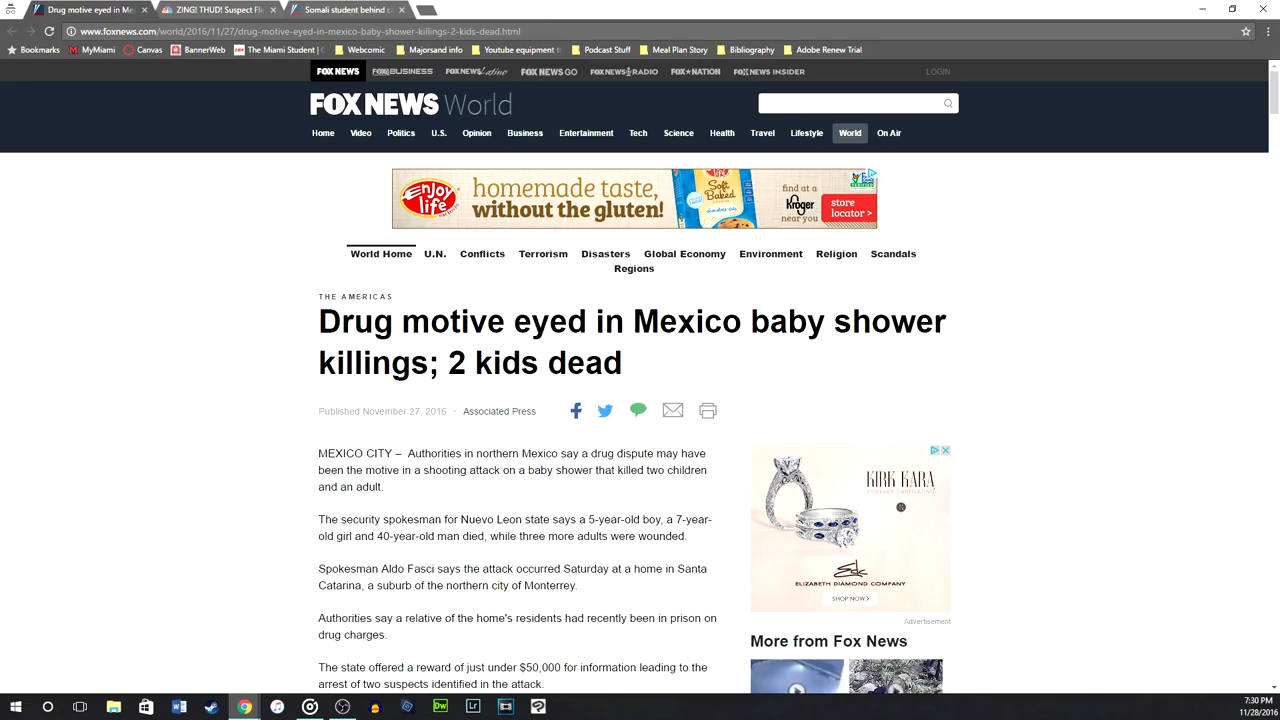 Drug motive eyed in Me
ZING! THUD! Suspect Fle
Somali student behind c
www.foxnews.com/world/2016/11/27/drug-motive-eyed-in-mexico-baby-shower-killings-2-kids-dead.html
Bookmarks MyMiami Canvas BannerWeb The Miami Student | Webcomic Majorsand info Youtube equipment Podcast Stuff Meal Plan Story Bibliography Adobe Renew Trial
FOX NEWS FOX BUSINESS FOX NEWS Latino FOX NEWS GO FOX NEWS RADIO FOX NATION FOX NEWS INSIDER LOGIN
FOX NEWS World
Home Video Politics U.S. Opinion Business Entertainment Tech Science Health Travel Lifestyle World On Air
Enjoy life
homemade taste,
without the gluten!
Soft Baked
find at a
Kroger
near you
store
locator >
World Home U.N. Conflicts Terrorism Disasters Global Economy Environment Religion Scandals
Regions
THE AMERICAS
Drug motive eyed in Mexico baby shower
killings; 2 kids dead
Published November 27, 2016 · Associated Press
MEXICO CITY – Authorities in northern Mexico say a drug dispute may have
been the motive in a shooting attack on a baby shower that killed two children
and an adult.
The security spokesman for Nuevo Leon state says a 5-year-old boy, a 7-year-
old girl and 40-year-old man died, while three more adults were wounded.
Spokesman Aldo Fasci says the attack occurred Saturday at a home in Santa
Catarina, a suburb of the northern city of Monterrey.
Authorities say a relative of the home's residents had recently been in prison on
drug charges.
The state offered a reward of just under $50,000 for information leading to the
arrest of two suspects identified in the attack.
KIRK KARA
FOREVER CAPTIVATING
ELIZABETH DIAMOND COMPANY
SHOP NOW >
Advertisement
More from Fox News
Dw
Lr
7:30 PM
11/28/2016